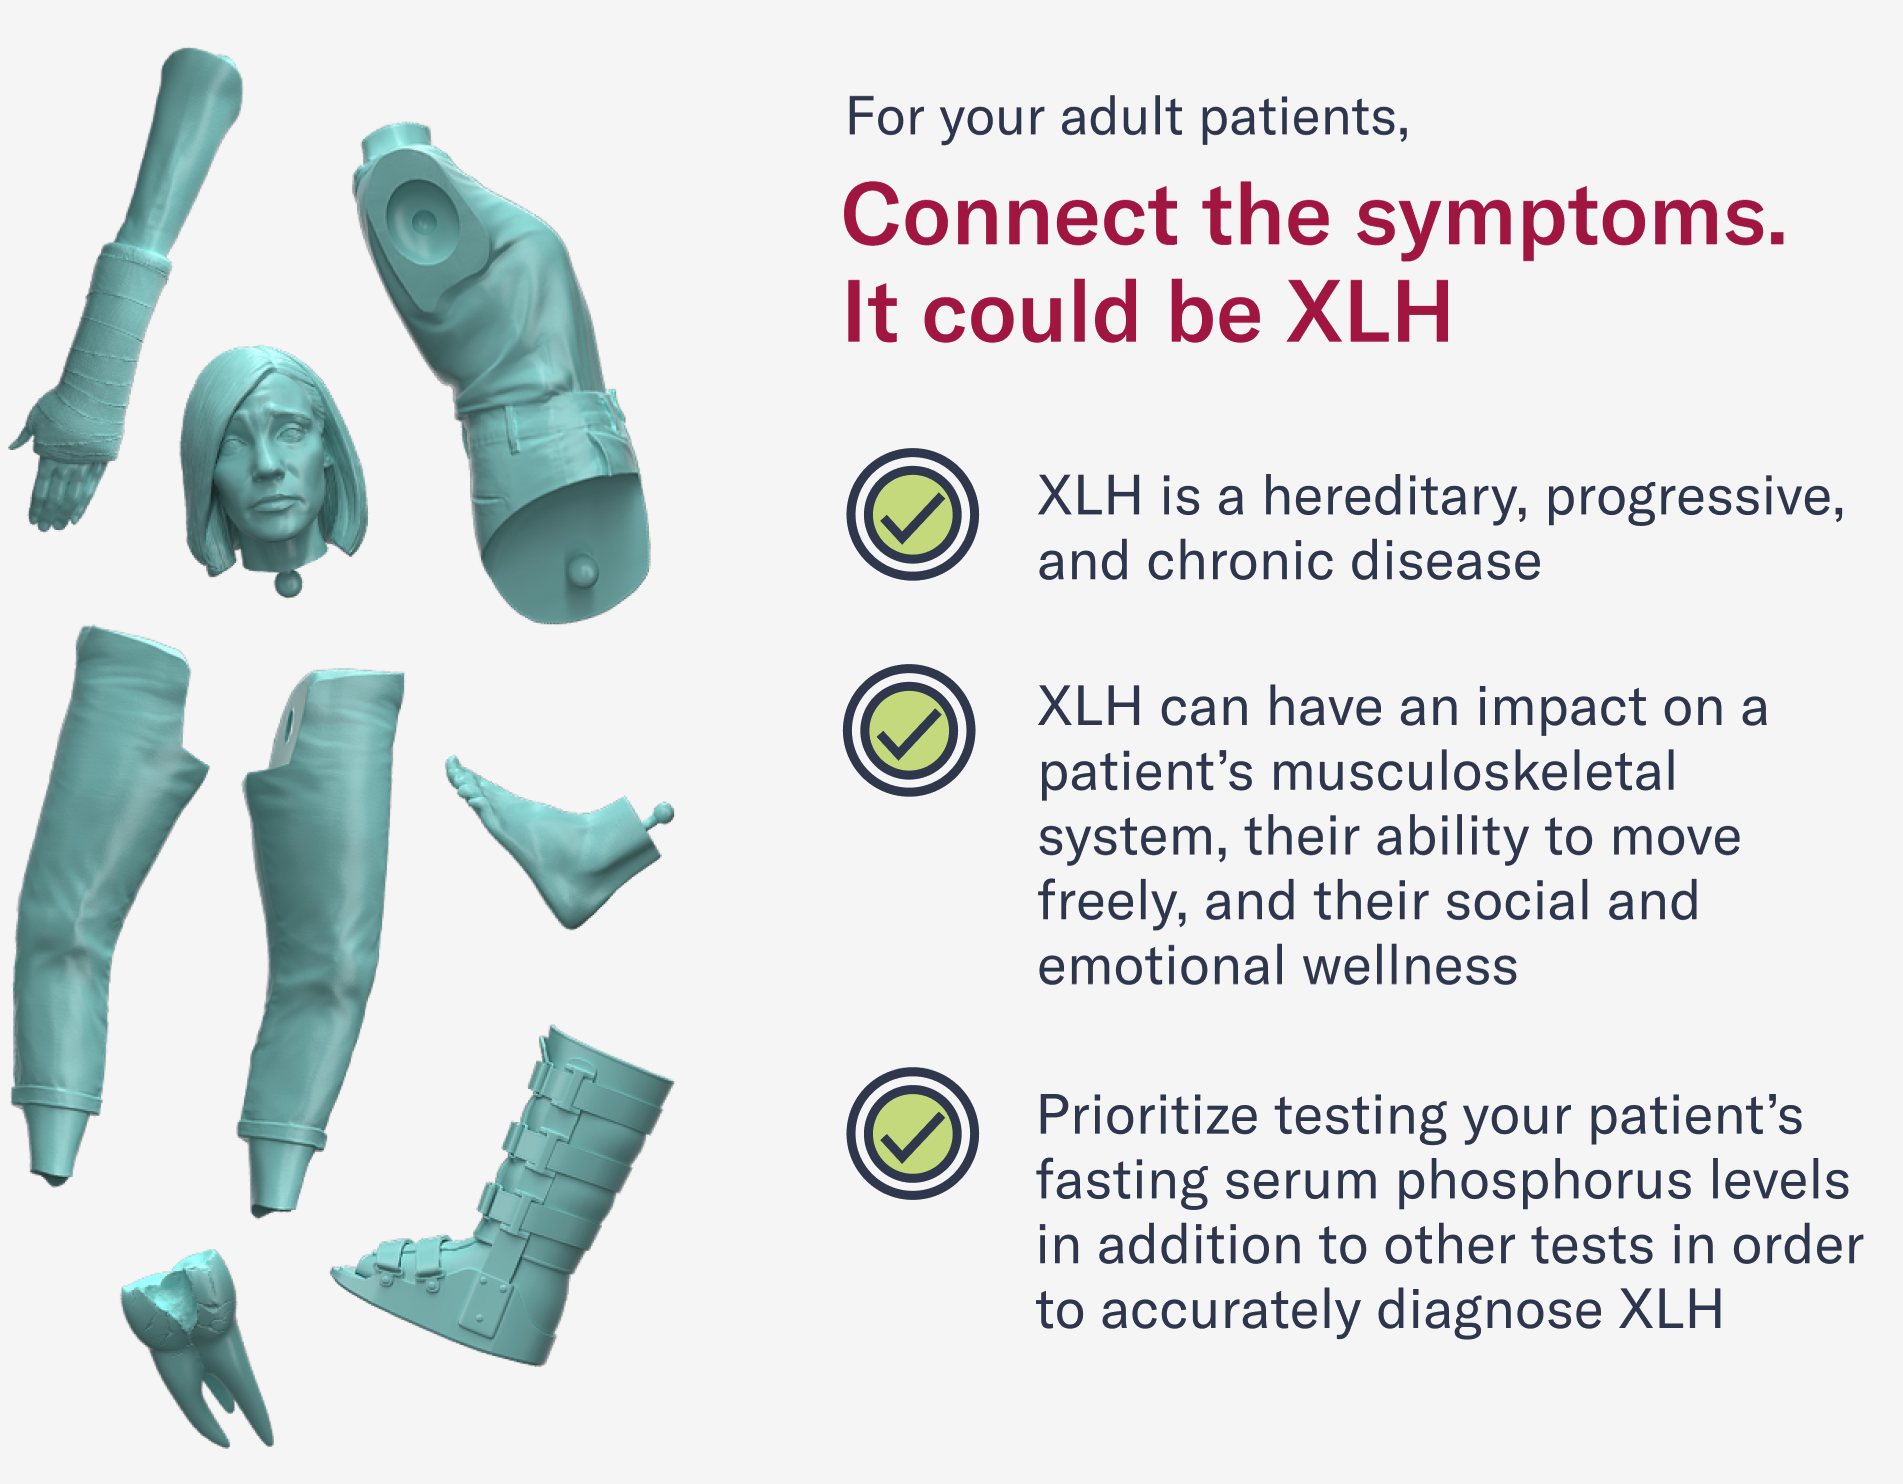 For your adult patients,
Connect the symptoms.
It could be XLH
XLH is a hereditary, progressive,
and chronic disease
XLH can have an impact on a
patient’s musculoskeletal
system, their ability to move
freely, and their social and
emotional wellness
Prioritize testing your patient’s
fasting serum phosphorus levels
in addition to other tests in order
to accurately diagnose XLH